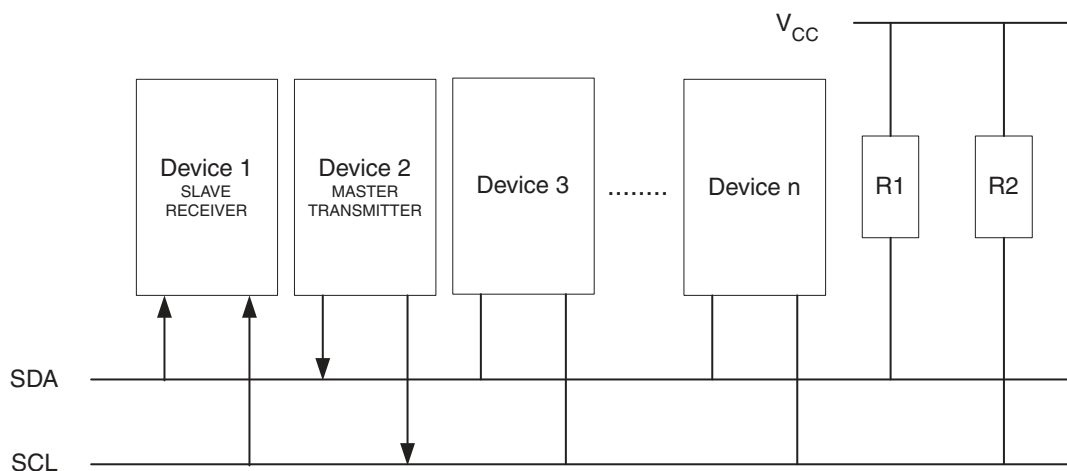 VCC
Device 1
SLAVE
RECEIVER
Device 2
MASTER
TRANSMITTER
Device 3
........
Device n
R1
R2
SDA
SCL